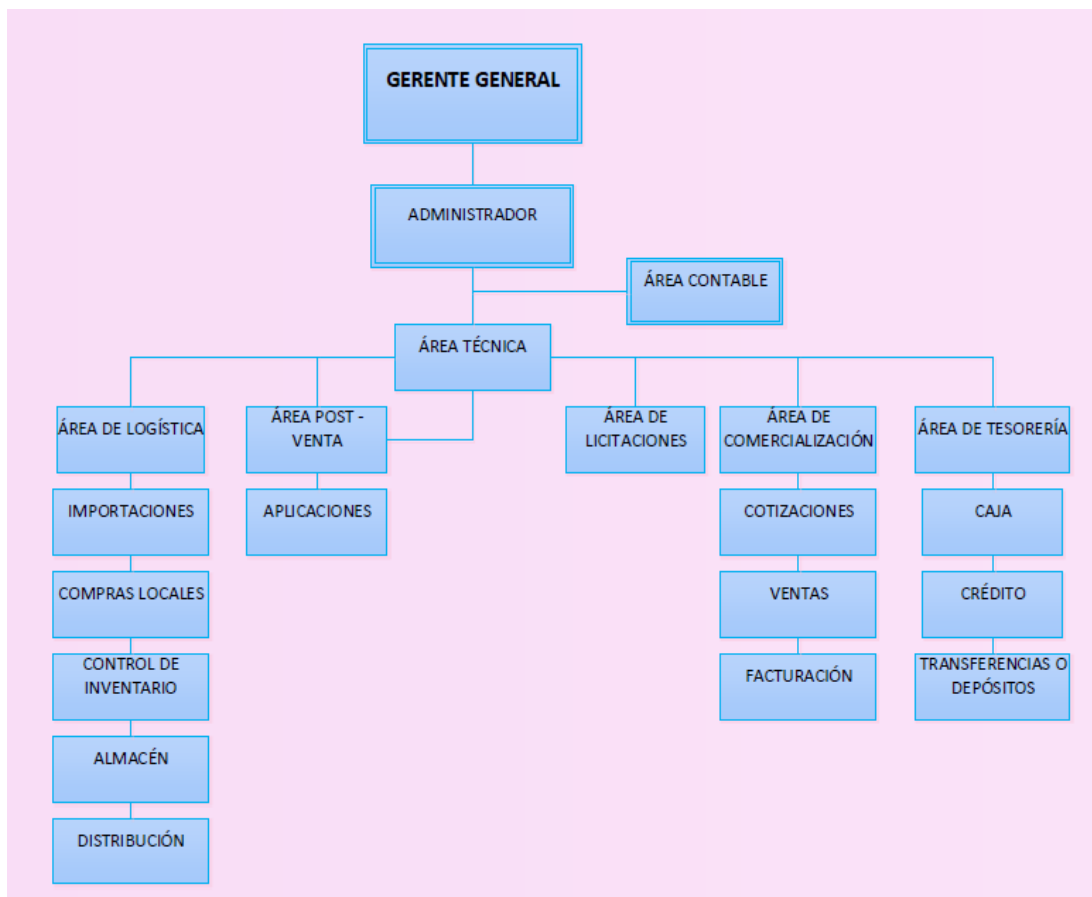 GERENTE GENERAL
ADMINISTRADOR
ÁREA CONTABLE
ÁREA TÉCNICA
ÁREA DE LOGÍSTICA
ÁREA POST -
VENTA
ÁREA DE
LICITACIONES
ÁREA DE
COMERCIALIZACIÓN
ÁREA DE TESORERÍA
IMPORTACIONES
APLICACIONES
COTIZACIONES
CAJA
COMPRAS LOCALES
VENTAS
CRÉDITO
CONTROL DE
INVENTARIO
FACTURACIÓN
TRANSFERENCIAS O
DEPÓSITOS
ALMACÉN
DISTRIBUCIÓN